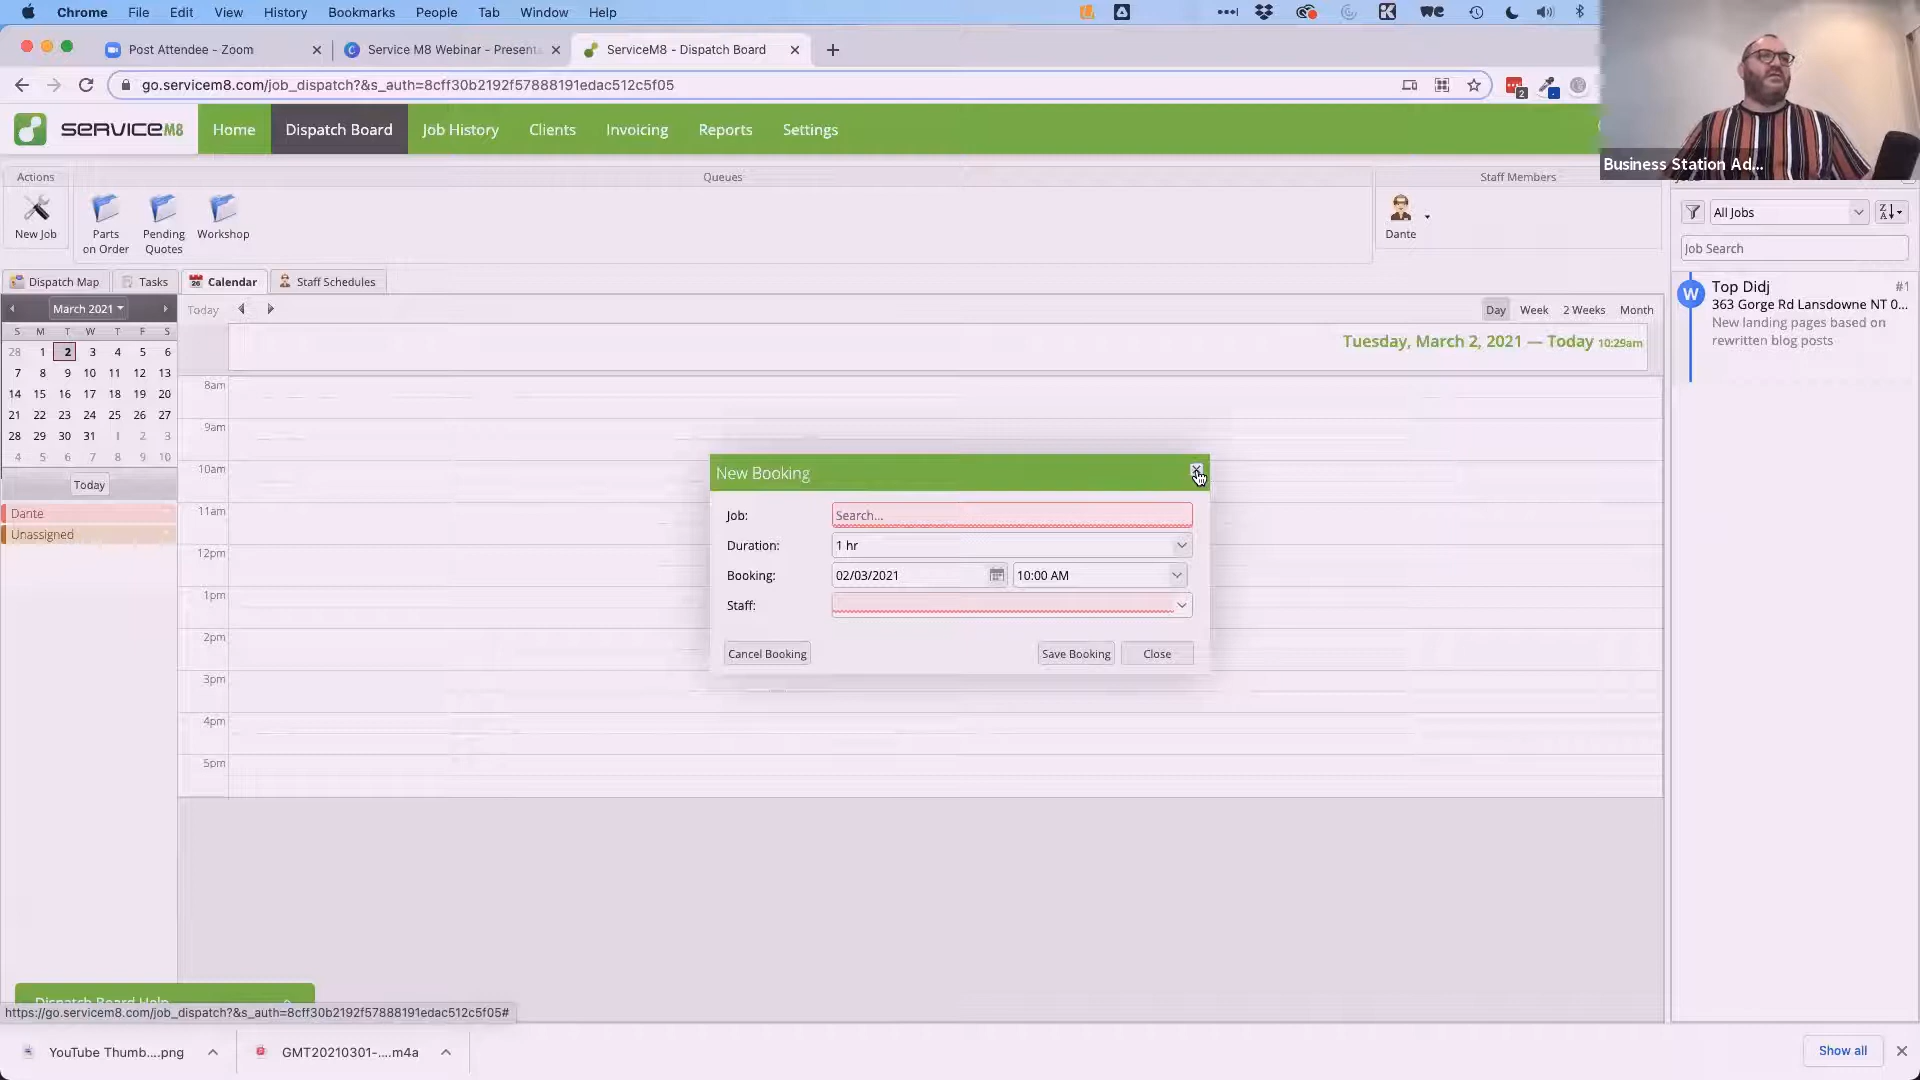 Chrome File Edit View History Bookmarks People Tab Window Help
Post Attendee - Zoom
Service M8 Webinar - Present
ServiceM8 - Dispatch Board
go.servicem8.com/job_dispatch?&s_auth=8cff30b2192f57888191edac512c5f05
2
SERVICEM8
Home Dispatch Board Job History Clients Invoicing Reports Settings
Business Station Ad...
Actions Queues Staff Members
New Job
Parts on Order
Pending Quotes
Workshop
Dante
All Jobs
Job Search
Dispatch Map Tasks Calendar Staff Schedules
March 2021
Today
Day Week 2 Weeks Month
S M T W T F S
28 1 2 3 4 5 6
7 8 9 10 11 12 13
14 15 16 17 18 19 20
21 22 23 24 25 26 27
28 29 30 31 1 2 3
4 5 6 7 8 9 10
Today
Dante
Unassigned
Tuesday, March 2, 2021 — Today 10:29am
8am
9am
10am
11am
12pm
1pm
2pm
3pm
4pm
5pm
New Booking
Job: Search...
Duration: 1 hr
Booking: 02/03/2021 10:00 AM
Staff:
Cancel Booking Save Booking Close
W
Top Didj #1
363 Gorge Rd Lansdowne NT 0...
New landing pages based on
rewritten blog posts
Dispatch Board Help
https://go.servicem8.com/job_dispatch?&s_auth=8cff30b2192f57888191edac512c5f05#
YouTube Thumb....png
GMT20210301-....m4a
Show all